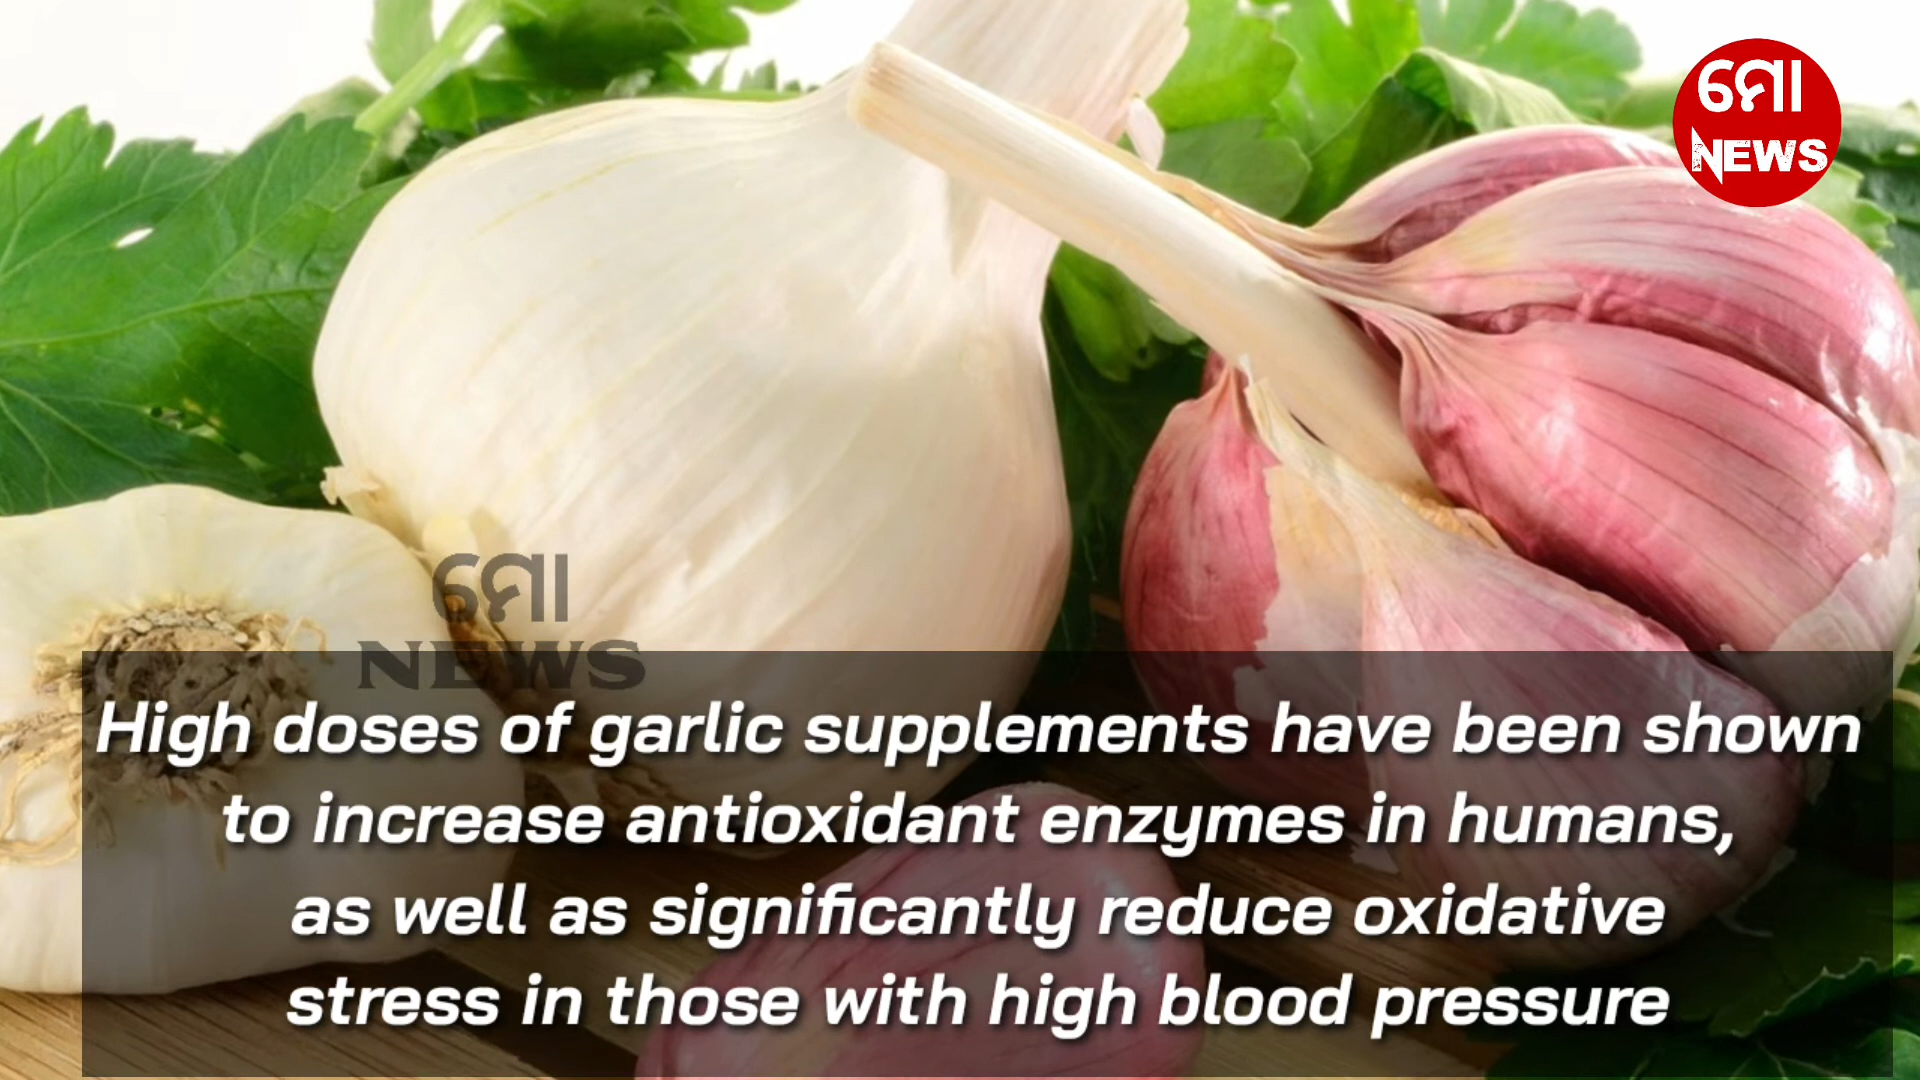 ମୋ
NEWS
ମୋ
NEWS
High doses of garlic supplements have been shown
to increase antioxidant enzymes in humans,
as well as significantly reduce oxidative
stress in those with high blood pressure